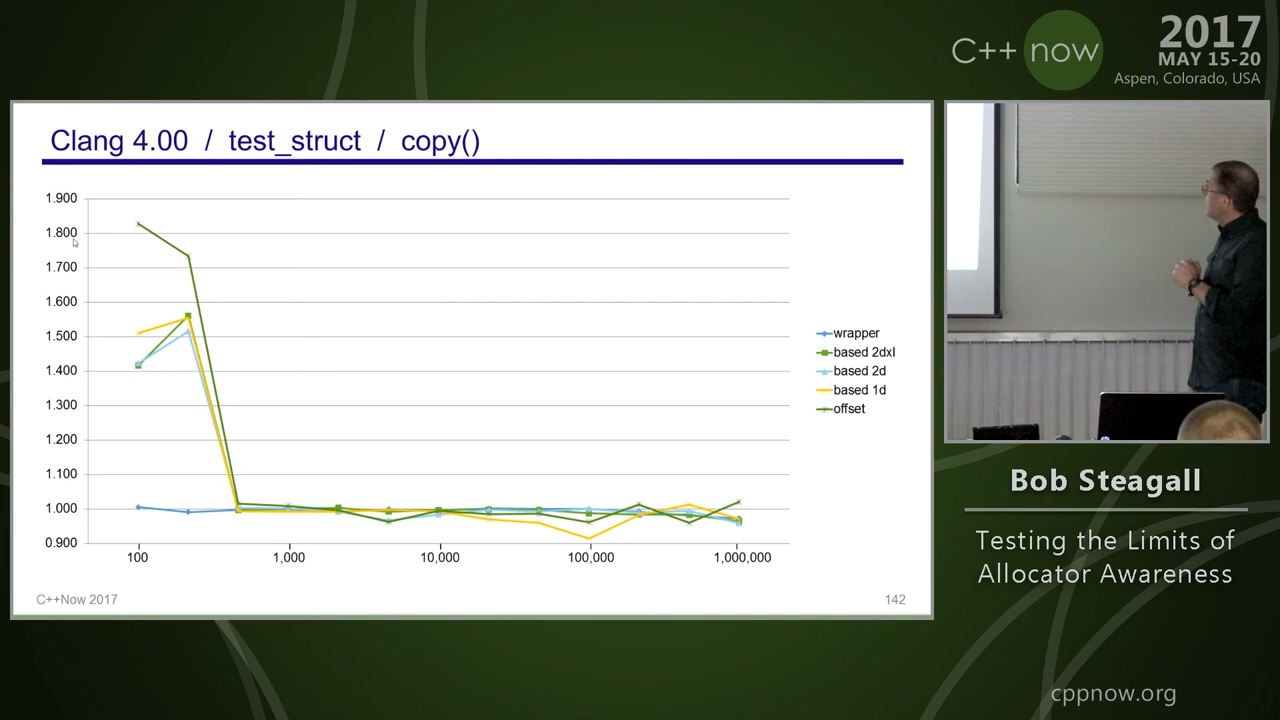 C++ now
2017
MAY 15-20
Aspen, Colorado, USA
Clang 4.00 / test_struct / copy()
1.900
1.800
1.700
1.600
1.500
1.400
1.300
1.200
1.100
1.000
0.900
100
1,000
10,000
100,000
1,000,000
wrapper
based 2dxl
based 2d
based 1d
offset
C++Now 2017
142
Bob Steagall
Testing the Limits of
Allocator Awareness
cppnow.org